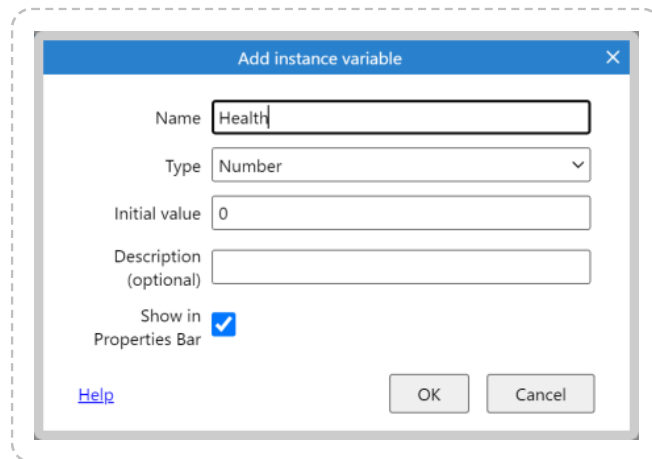 Add instance variable
Name Health
Type Number
Initial value 0
Description
(optional)
Show in
Properties Bar
Help OK Cancel